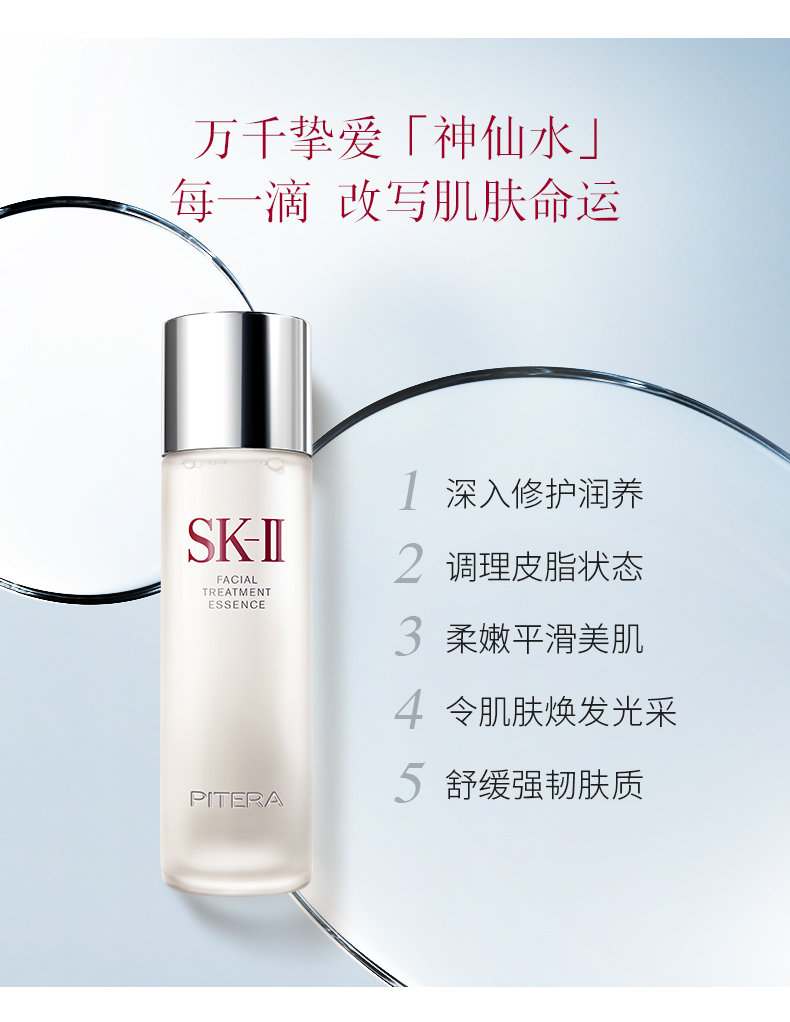 万千挚爱「神仙水」
每一滴 改写肌肤命运
SK-II
FACIAL
TREATMENT
ESSENCE
PITERA
1 深入修护润养
2 调理皮脂状态
3 柔嫩平滑美肌
4 令肌肤焕发光采
5 舒缓强韧肤质